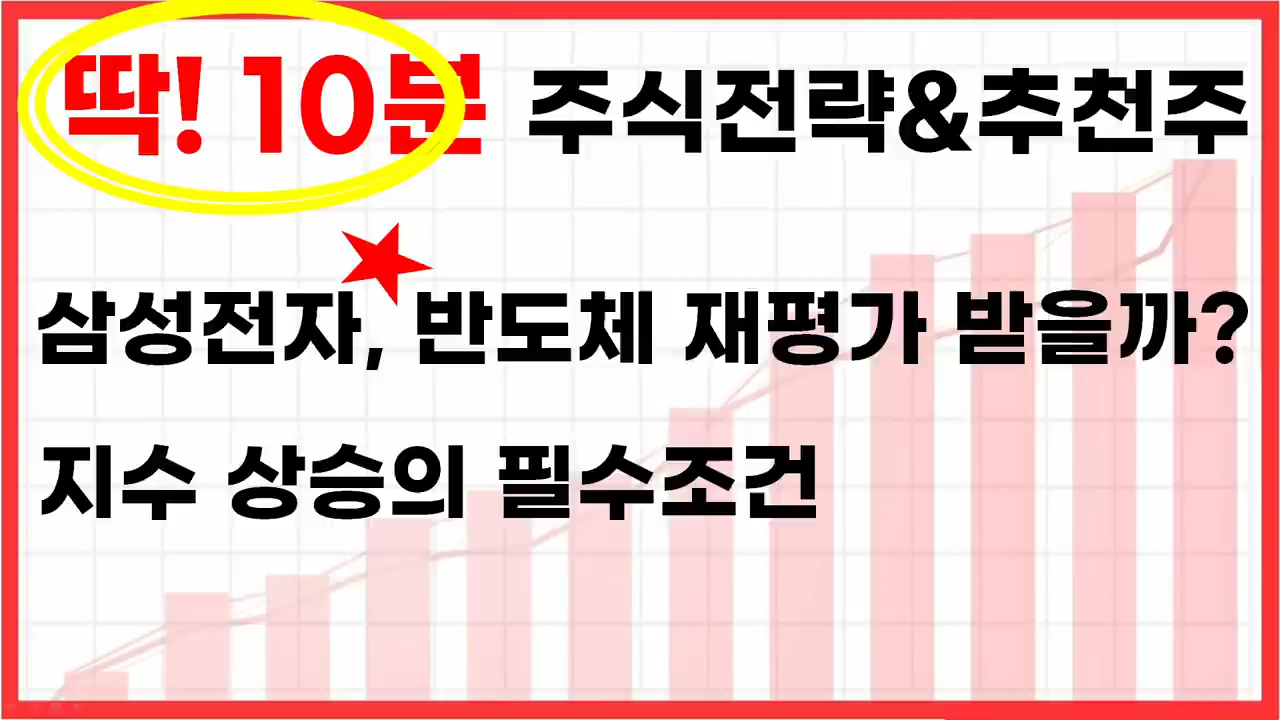 딱! 10분 주식전략&추천주
삼성전자, 반도체 재평가 받을까?
지수 상승의 필수조건